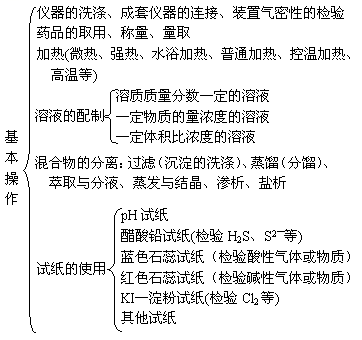 仪器的洗涤、成套仪器的连接、装置气密性的检验
药品的取用、称量、量取
加热(微热、强热、水浴加热、普通加热、控温加热、
高温等)
溶液的配制
溶质质量分数一定的溶液
一定物质的量浓度的溶液
一定体积比浓度的溶液
基本操作
混合物的分离：过滤(沉淀的洗涤)、蒸馏(分馏)、
萃取与分液、蒸发与结晶、渗析、盐析
试纸的使用
pH 试纸
醋酸铅试纸(检验 H₂S、S²⁻等)
蓝色石蕊试纸（检验酸性气体或物质）
红色石蕊试纸（检验碱性气体或物质）
KI—淀粉试纸(检验 Cl₂ 等)
其他试纸